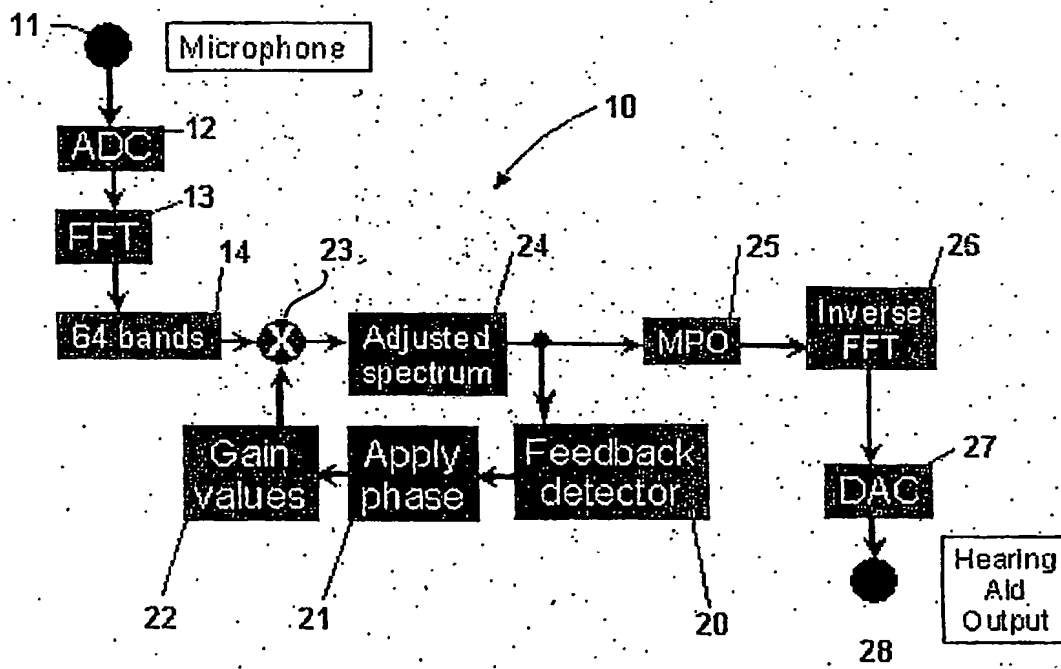 11
Microphone
10
12
ADC
13
FFT
14
23
24
25
26
64 bands
X
Adjusted
spectrum
MPO
Inverse
FFT
Gain
values
Apply
phase
Feedback
detector
27
DAC
22
21
20
28
Hearing
Aid
Output